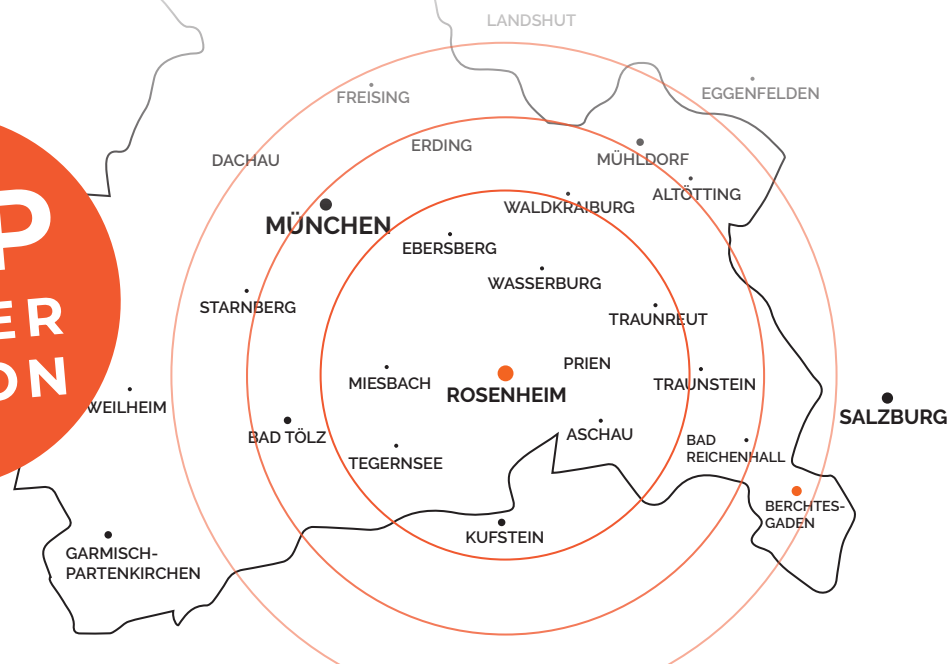 LANDSHUT
EGGENFELDEN
FREISING
ERDING
DACHAU
MÜHLDORF
ALTÖTTING
WALDKRAIBURG
MÜNCHEN
EBERSBERG
WASSERBURG
STARNBERG
TRAUNREUT
PRIEN
MIESBACH
TRAUNSTEIN
ROSENHEIM
WEILHEIM
SALZBURG
ASCHAU
BAD TÖLZ
BAD
REICHENHALL
TEGERNSEE
BERCHTES-
GADEN
KUFSTEIN
GARMISCH-
PARTENKIRCHEN
P
ER
ON